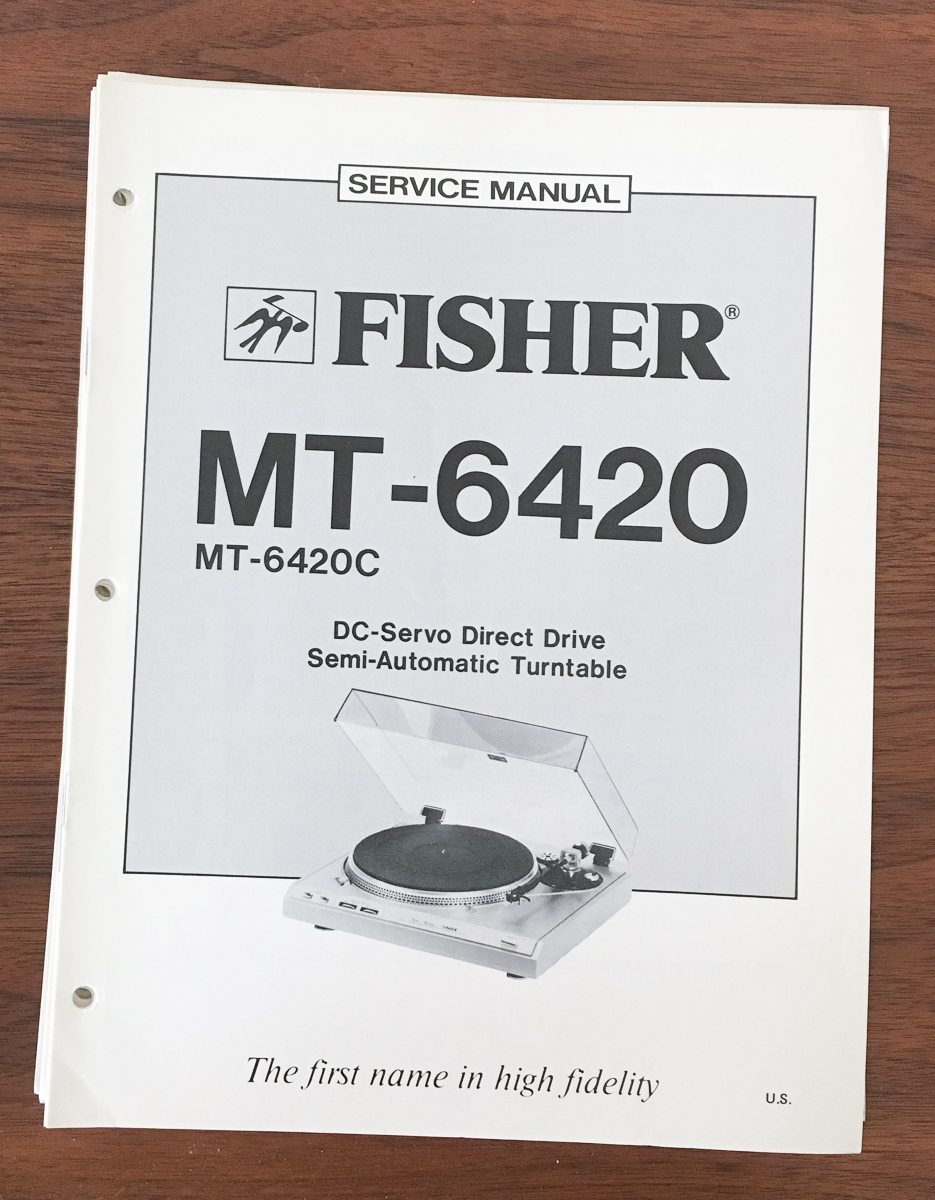 SERVICE MANUAL
FISHER®
MT-6420
MT-6420C
DC-Servo Direct Drive
Semi-Automatic Turntable
The first name in high fidelity
U.S.